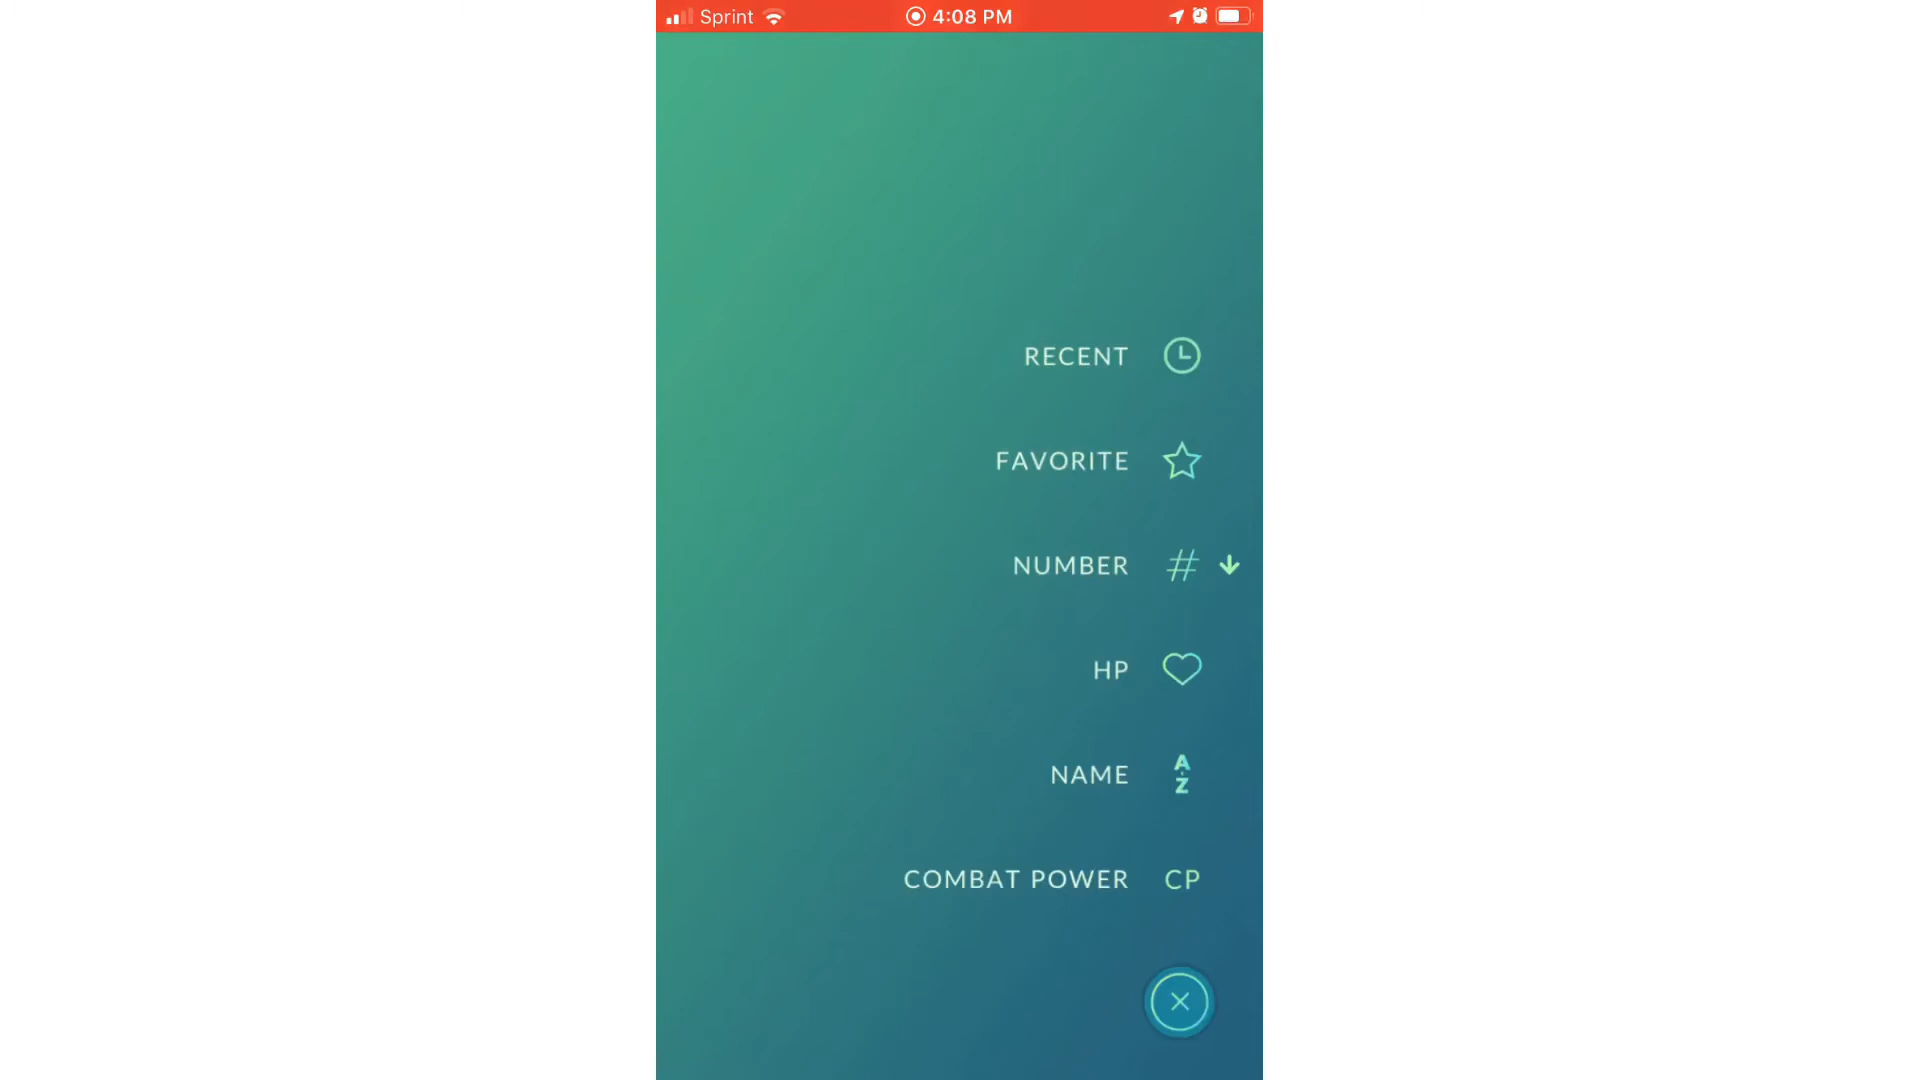 Sprint 4:08 PM
RECENT
FAVORITE
NUMBER #
HP
NAME A-Z
COMBAT POWER CP